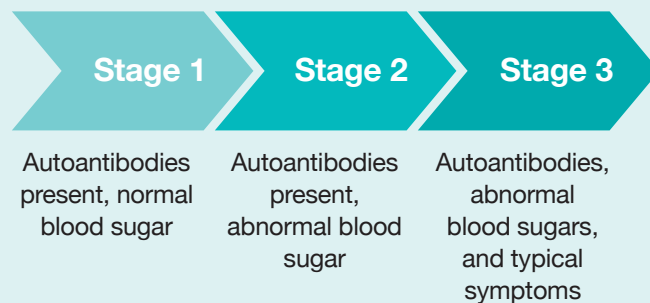 Stage 1
Autoantibodies
present, normal
blood sugar
Stage 2
Autoantibodies
present,
abnormal blood
sugar
Stage 3
Autoantibodies,
abnormal
blood sugars,
and typical
symptoms